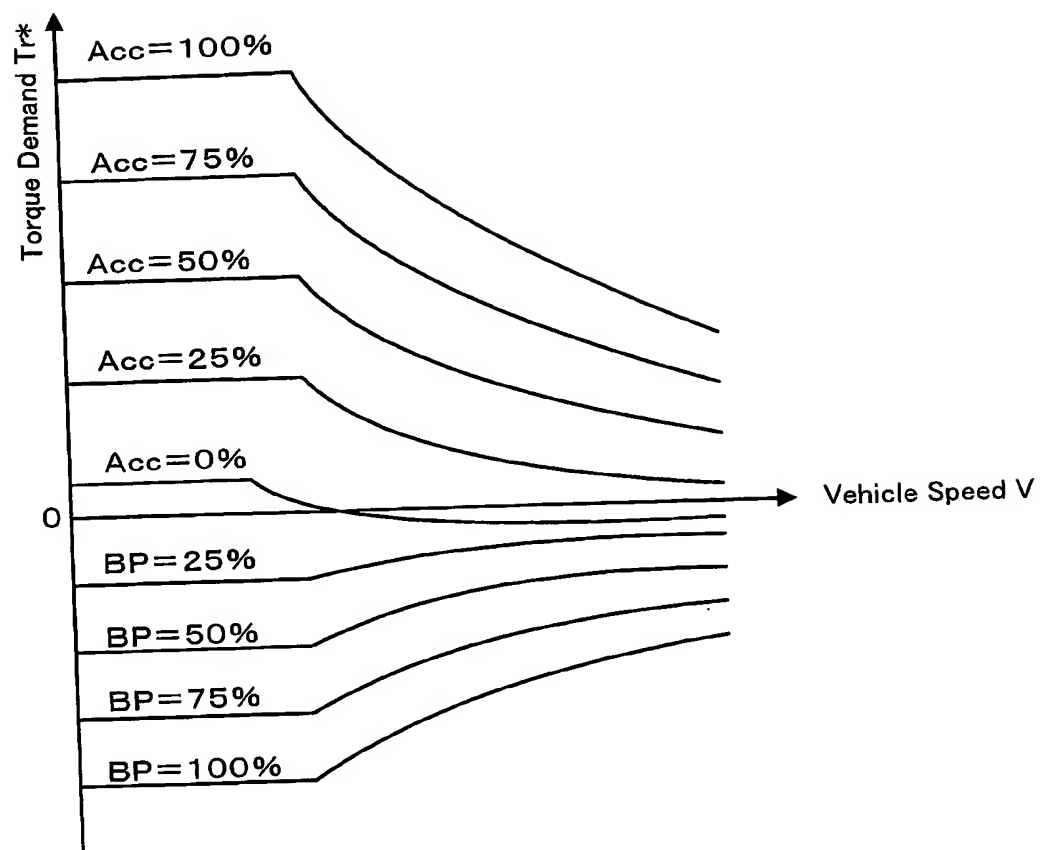 Torque Demand Tr*
Acc=100%
Acc=75%
Acc=50%
Acc=25%
Acc=0%
0
Vehicle Speed V
BP=25%
BP=50%
BP=75%
BP=100%